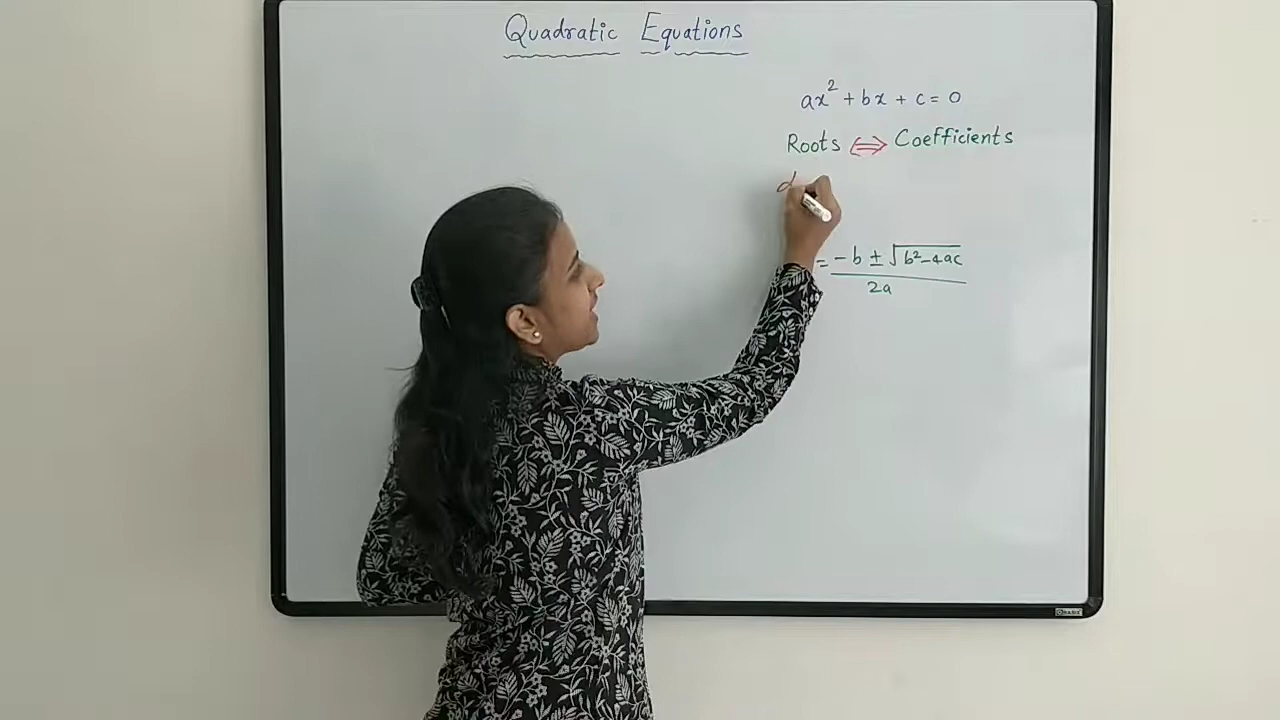 Quadratic Equations
ax² + bx + c = 0
Roots ⇔ Coefficients
α
= -b ± √b²-4ac
2a